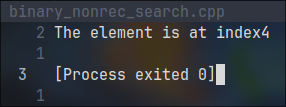 binary_nonrec_search.cpp
2 The element is at index4
1
3 [Process exited 0]
1